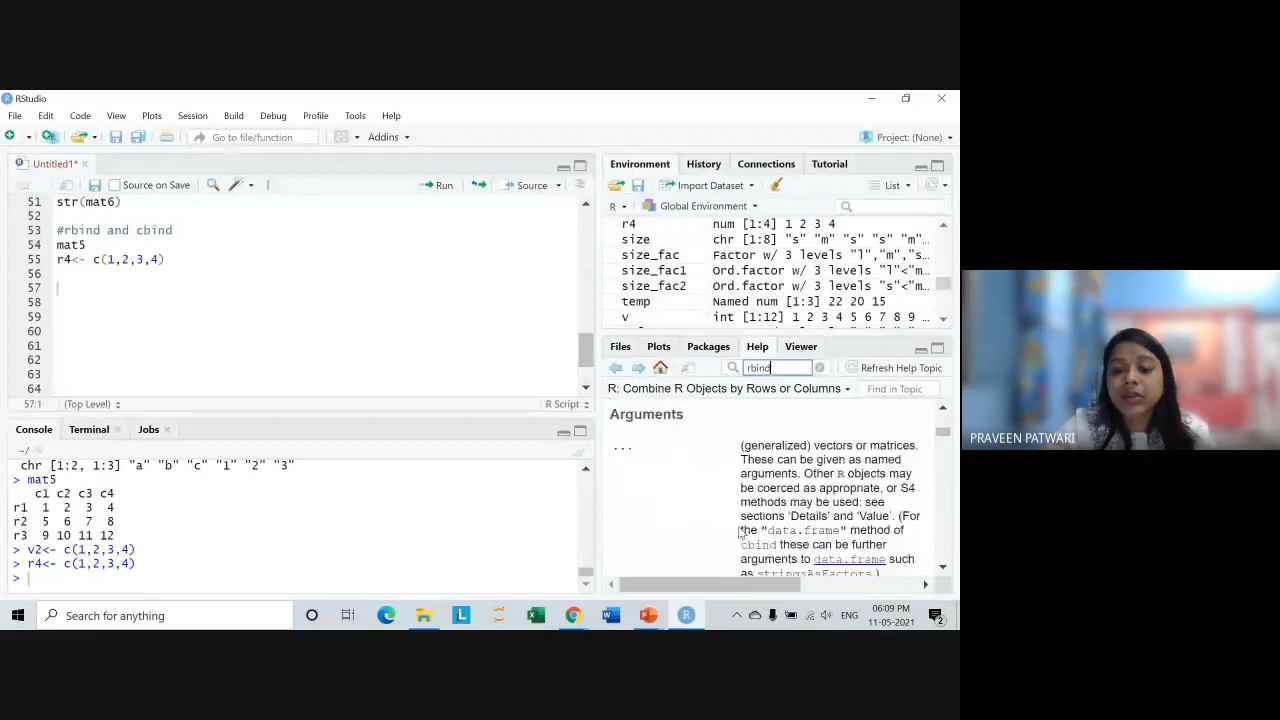 RStudio
File Edit Code View Plots Session Build Debug Profile Tools Help
Go to file/function Addins Project: (None)
Untitled1*
Source on Save Run Source
51 str(mat6)
52
53 #rbind and cbind
54 mat5
55 r4<- c(1,2,3,4)
56
57
58
59
60
61
62
63
64
57:1 (Top Level) R Script
Console Terminal Jobs
~/
chr [1:2, 1:3] "a" "b" "c" "1" "2" "3"
> mat5
c1 c2 c3 c4
r1 1 2 3 4
r2 5 6 7 8
r3 9 10 11 12
> v2<- c(1,2,3,4)
> r4<- c(1,2,3,4)
>
Environment History Connections Tutorial
Import Dataset List
R Global Environment
r4 num [1:4] 1 2 3 4
size chr [1:8] "s" "m" "s" "s" "m"…
size_fac Factor w/ 3 levels "l","m","s…
size_fac1 Ord.factor w/ 3 levels "l"<"m…
size_fac2 Ord.factor w/ 3 levels "s"<"m…
temp Named num [1:3] 22 20 15
v int [1:12] 1 2 3 4 5 6 7 8 9 …
Files Plots Packages Help Viewer
rbind Refresh Help Topic
R: Combine R Objects by Rows or Columns Find in Topic
Arguments
... (generalized) vectors or matrices.
These can be given as named
arguments. Other R objects may
be coerced as appropriate, or S4
methods may be used: see
sections ‘Details’ and ‘Value’. (For
the "data.frame" method of
cbind these can be further
arguments to data.frame such
as stringsAsFactors.)
PRAVEEN PATWARI
Search for anything
ENG
06:09 PM
11-05-2021
2